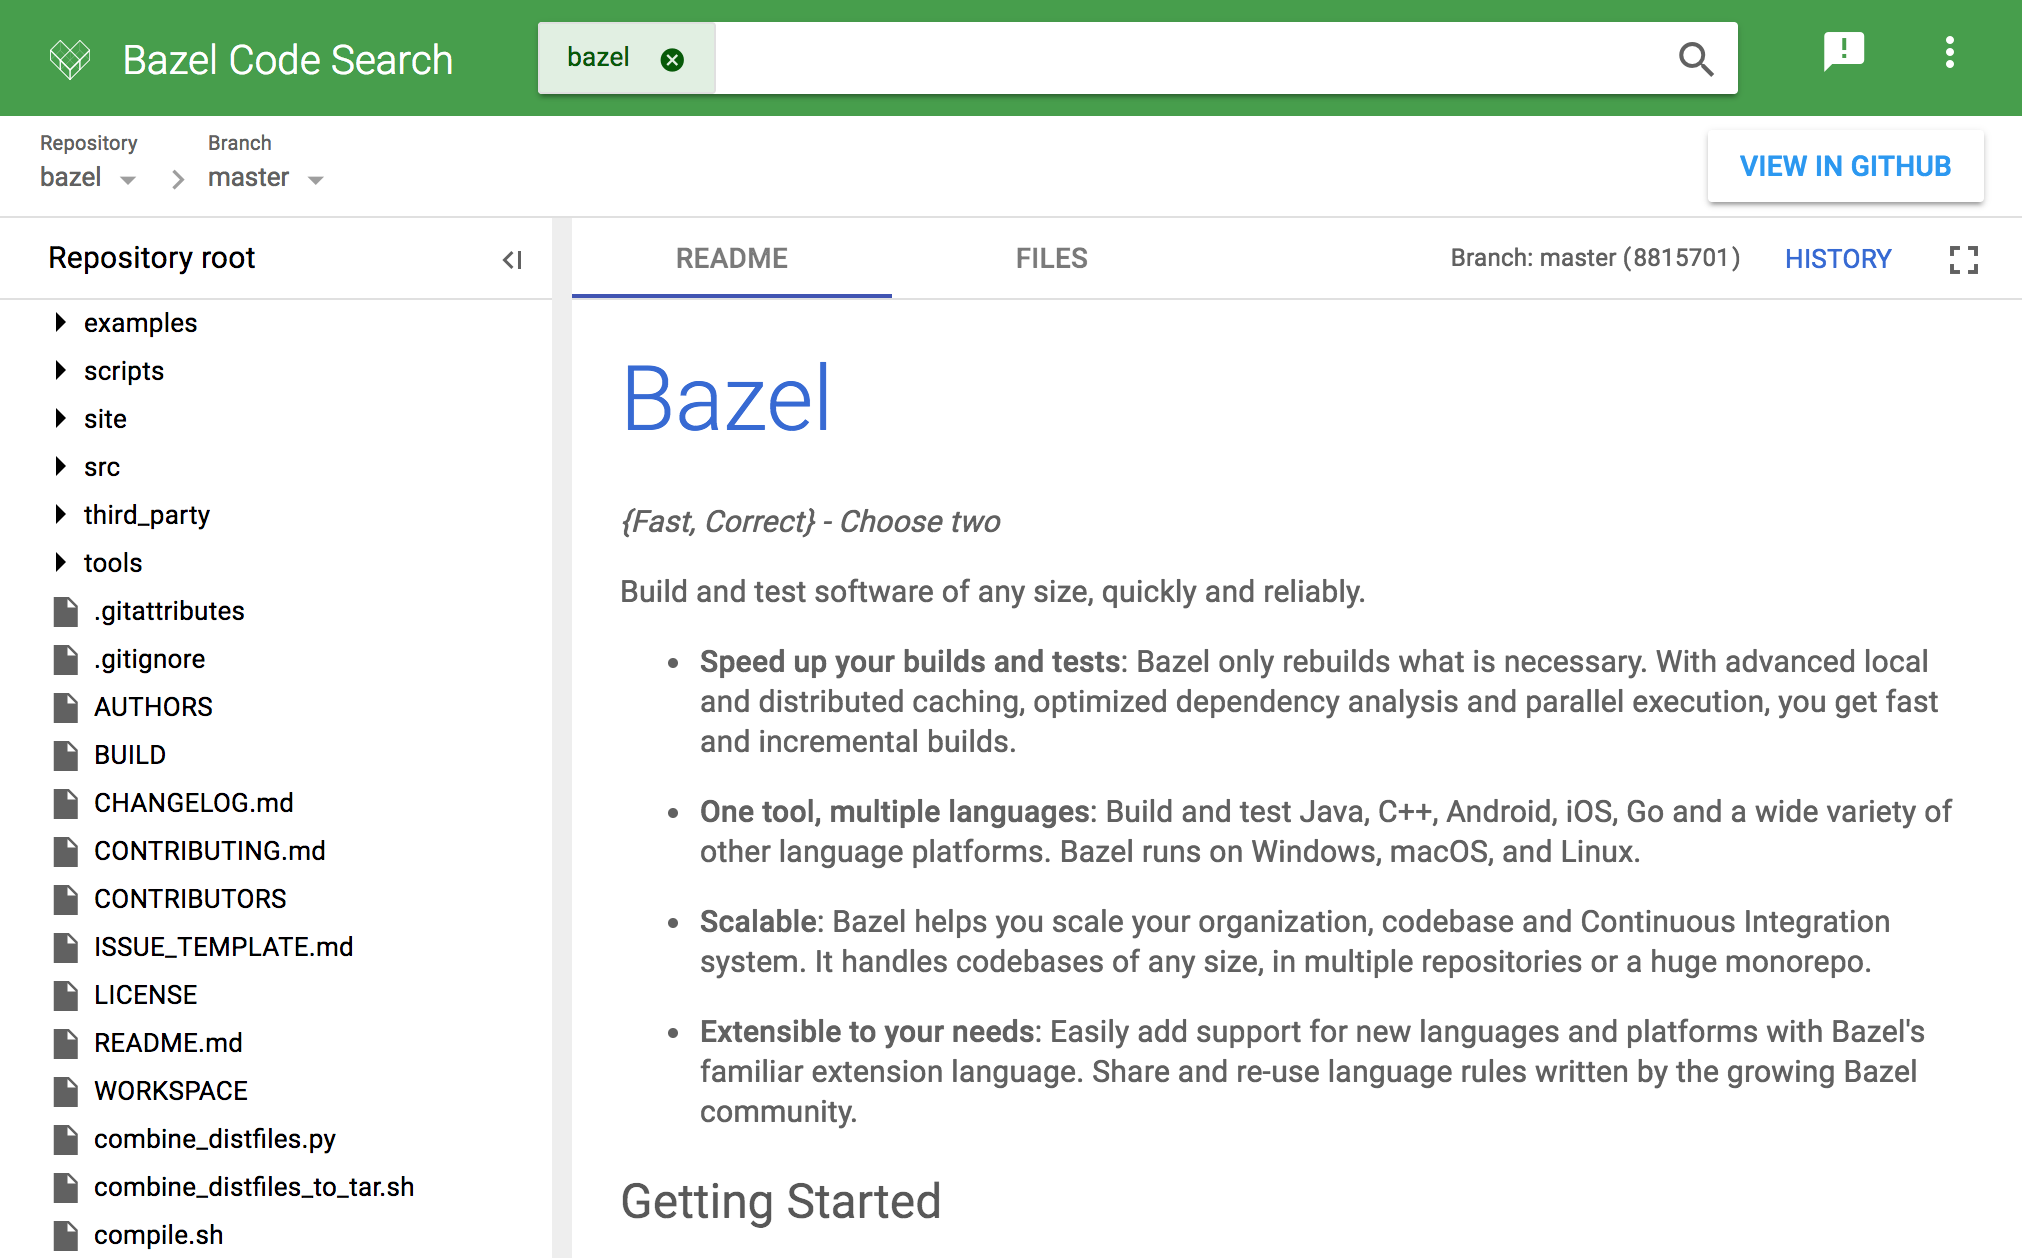 Bazel Code Search
bazel
Repository
Branch
bazel
master
VIEW IN GITHUB
Repository root
README
FILES
Branch: master (8815701)
HISTORY
examples
scripts
site
src
third_party
tools
.gitattributes
.gitignore
AUTHORS
BUILD
CHANGELOG.md
CONTRIBUTING.md
CONTRIBUTORS
ISSUE_TEMPLATE.md
LICENSE
README.md
WORKSPACE
combine_distfiles.py
combine_distfiles_to_tar.sh
compile.sh
Bazel
{Fast, Correct} - Choose two
Build and test software of any size, quickly and reliably.
• Speed up your builds and tests: Bazel only rebuilds what is necessary. With advanced local
and distributed caching, optimized dependency analysis and parallel execution, you get fast
and incremental builds.
• One tool, multiple languages: Build and test Java, C++, Android, iOS, Go and a wide variety of
other language platforms. Bazel runs on Windows, macOS, and Linux.
• Scalable: Bazel helps you scale your organization, codebase and Continuous Integration
system. It handles codebases of any size, in multiple repositories or a huge monorepo.
• Extensible to your needs: Easily add support for new languages and platforms with Bazel's
familiar extension language. Share and re-use language rules written by the growing Bazel
community.
Getting Started